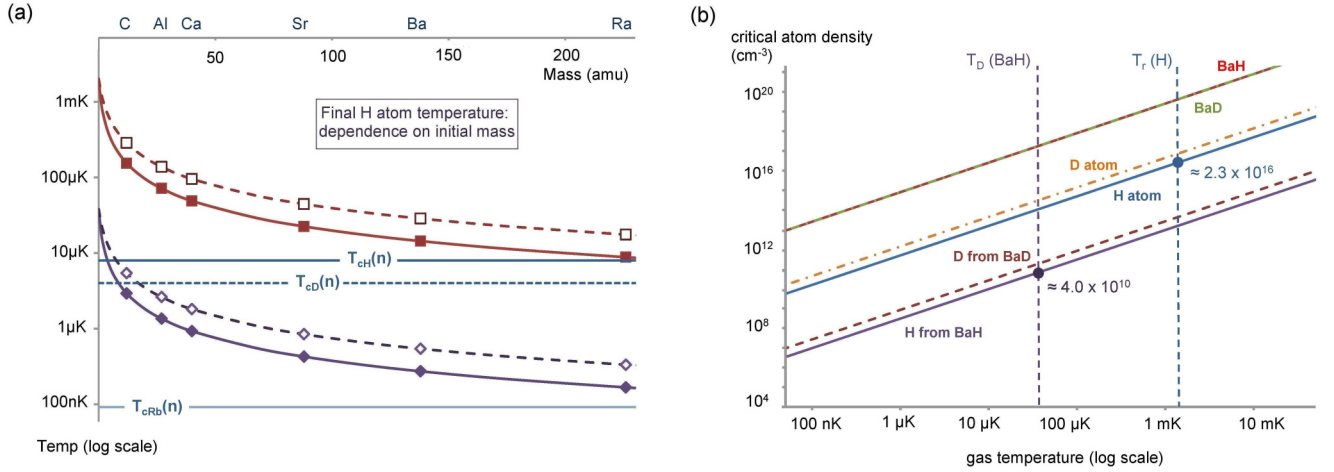 (a)
C Al Ca Sr Ba Ra
50 100 150 200
Mass (amu)
1mK
Final H atom temperature:
dependence on initial mass
100µK
10µK
TcH(n)
TcD(n)
1µK
100nK
TcRb(n)
Temp (log scale)
(b)
critical atom density
(cm-3)
TD (BaH)
Tr (H)
BaH
10²⁰
BaD
10¹⁶
D atom
≈ 2.3 x 10¹⁶
H atom
10¹²
D from BaD
≈ 4.0 x 10¹⁰
10⁸
H from BaH
10⁴
100 nK 1 µK 10 µK 100 µK 1 mK 10 mK
gas temperature (log scale)